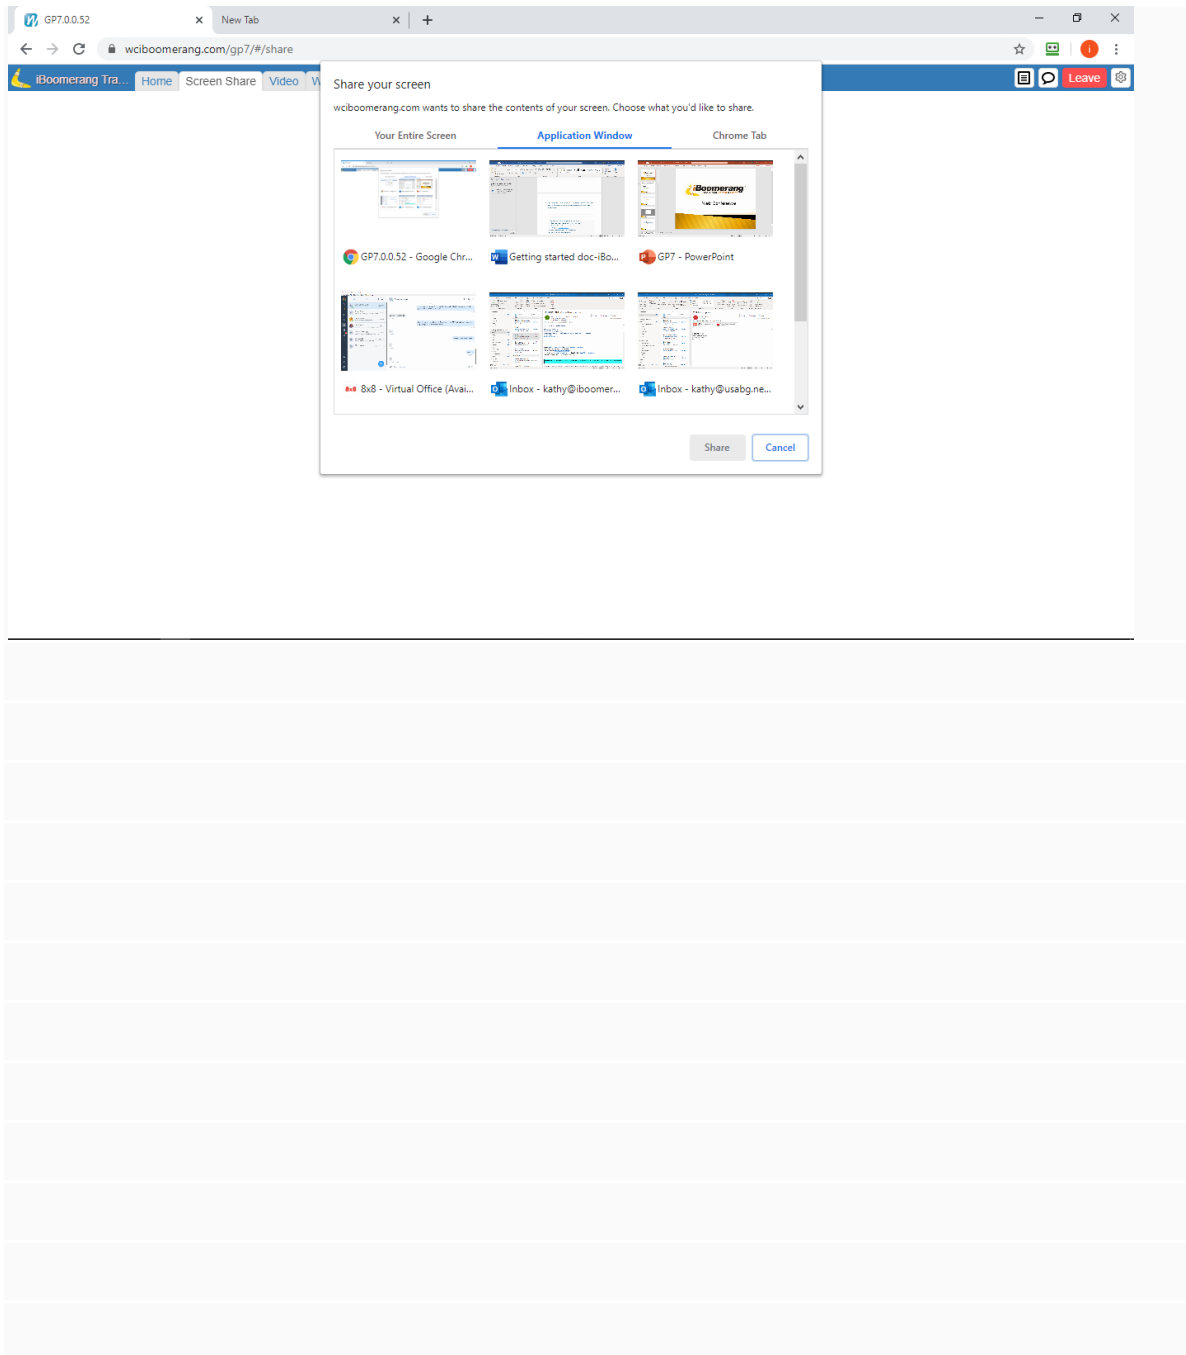 GP7.0.0.52
New Tab
wciboomerang.com/gp7/#/share
iBoomerang Tra...
Home
Screen Share
Video
W
Leave
Share your screen
wciboomerang.com wants to share the contents of your screen. Choose what you'd like to share.
Your Entire Screen
Application Window
Chrome Tab
iBoomerang
Web Conference
GP7.0.0.52 - Google Chr...
Getting started doc-iBo...
GP7 - PowerPoint
8x8 - Virtual Office (Avai...
Inbox - kathy@iboomer...
Inbox - kathy@usabg.ne...
Share
Cancel